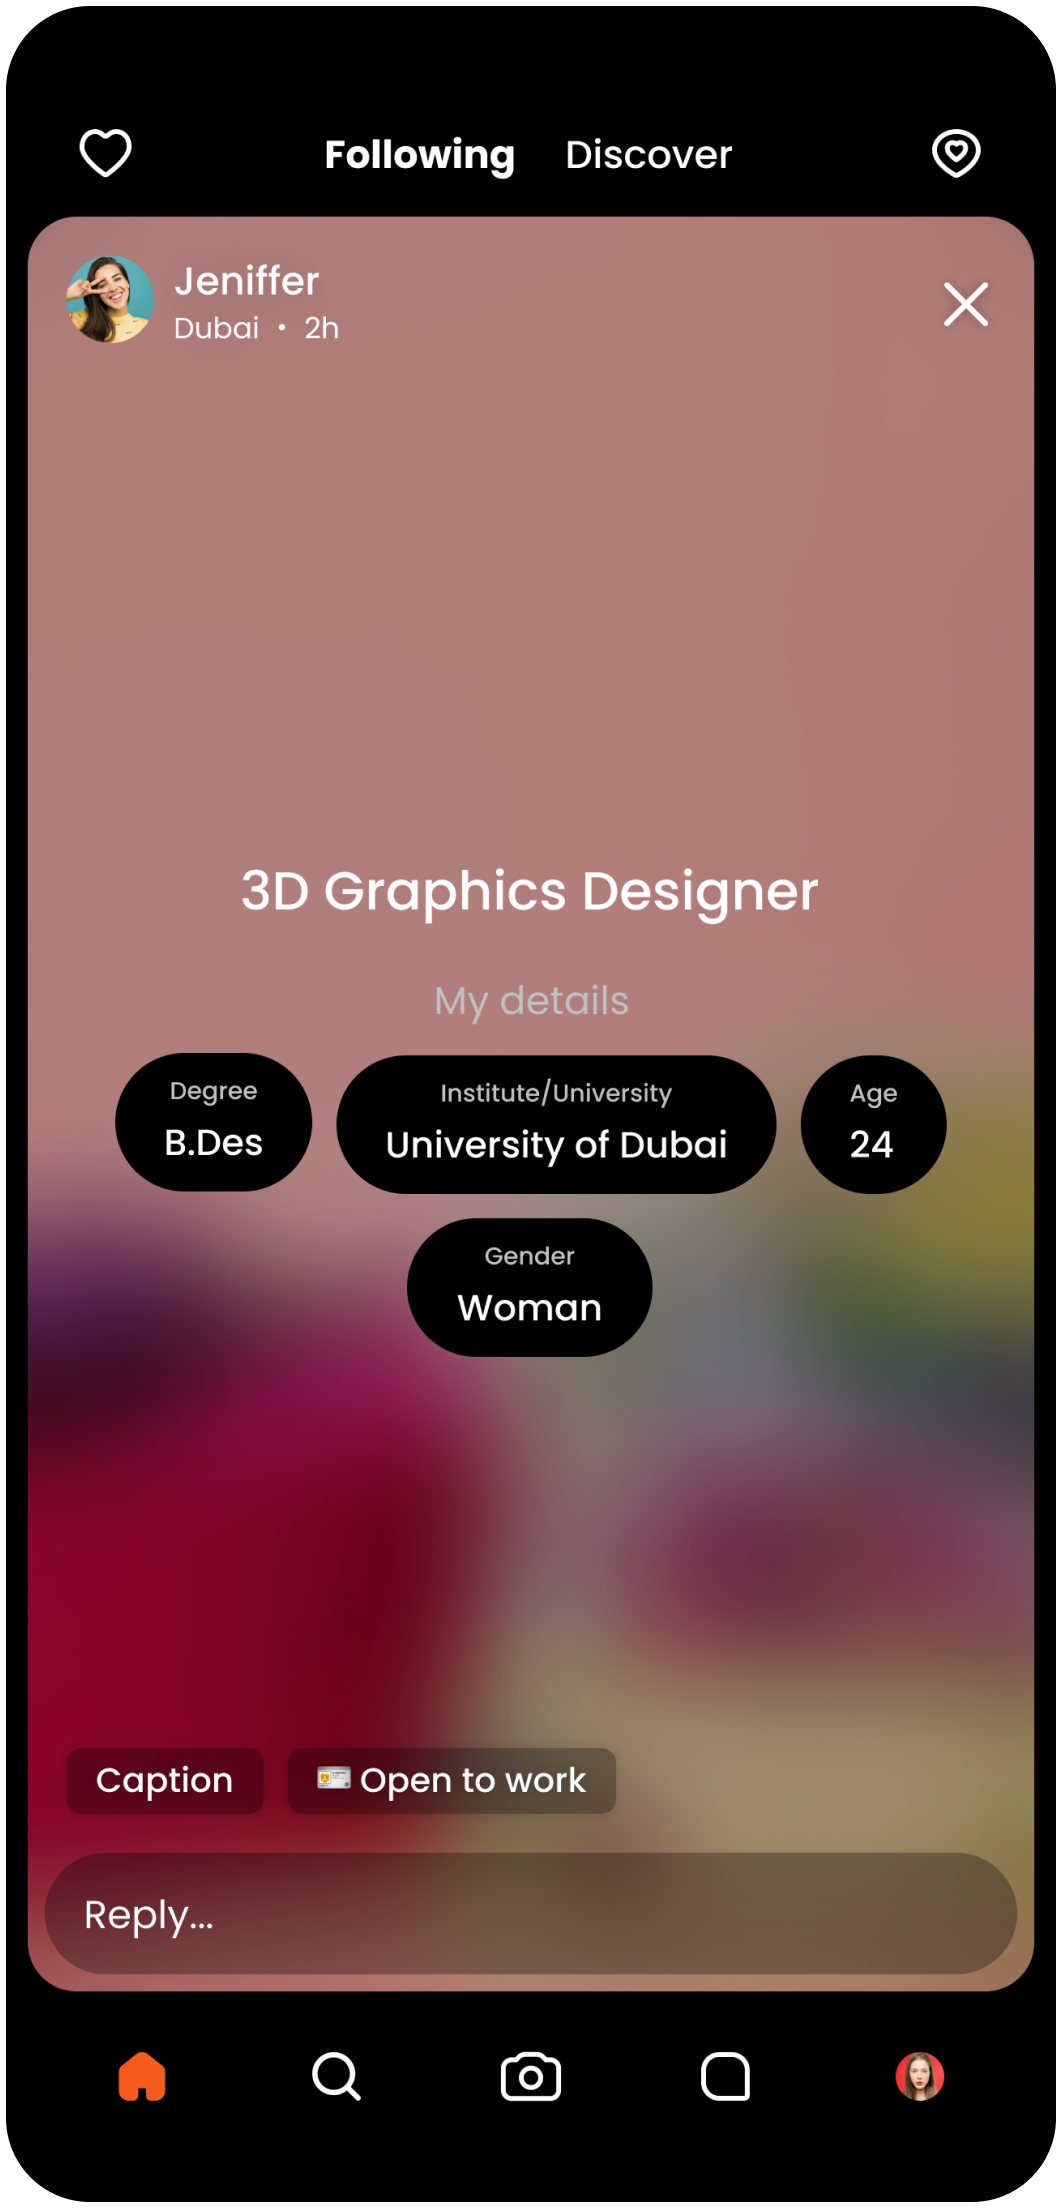 Following Discover
Jeniffer
Dubai • 2h
3D Graphics Designer
My details
Degree
B.Des
Institute/University
University of Dubai
Age
24
Gender
Woman
Caption
Open to work
Reply...